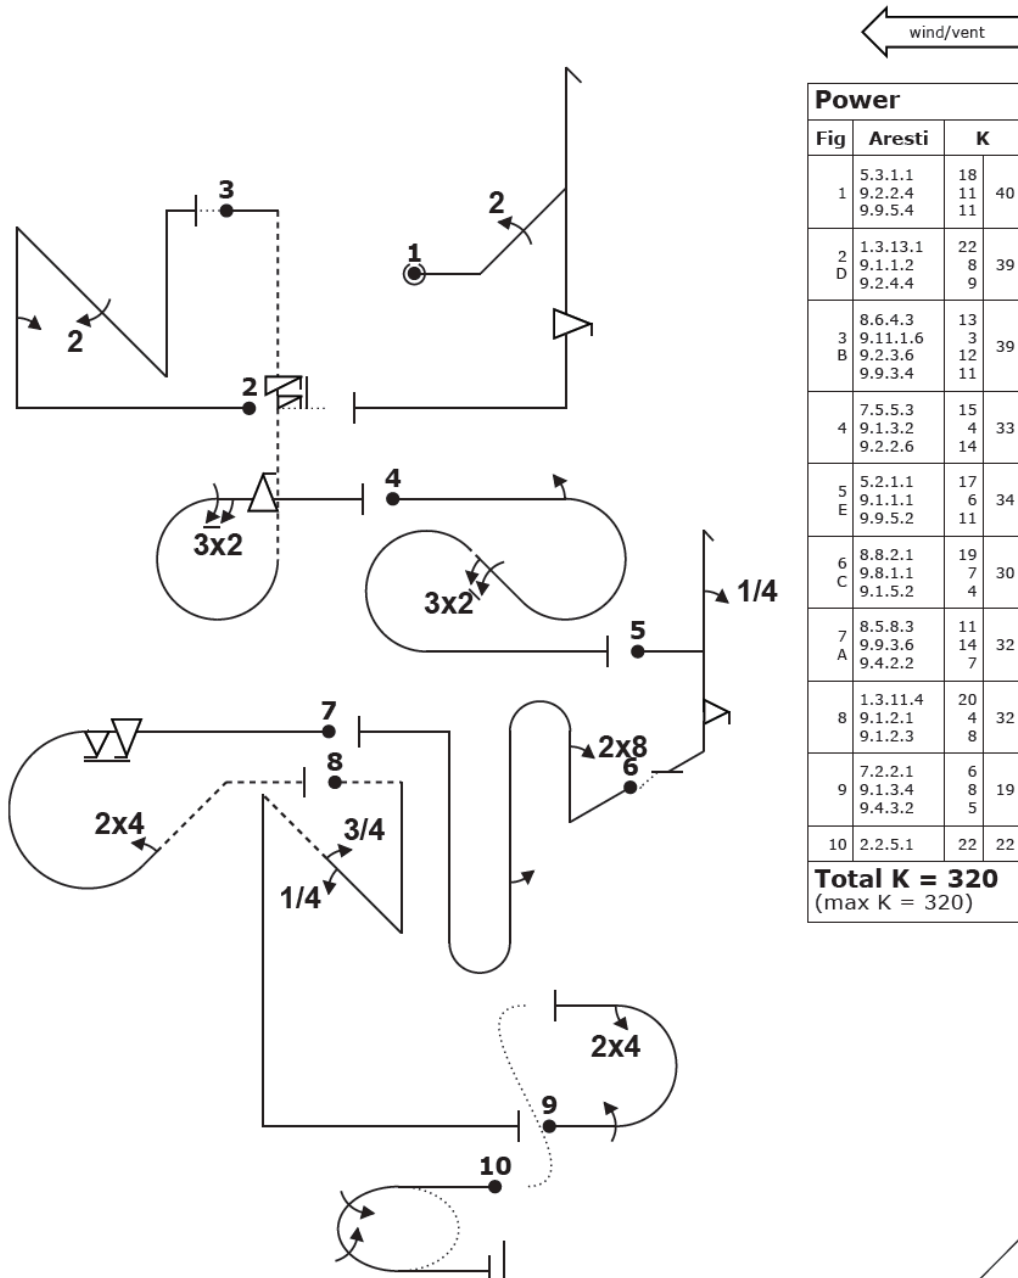 wind/vent
Power
Fig Aresti K
1 5.3.1.1 18 40
9.2.2.4 11
9.9.5.4 11
2 D 1.3.13.1 22 39
9.1.1.2 8
9.2.4.4 9
3 B 8.6.4.3 13 39
9.11.1.6 3
9.2.3.6 12
9.9.3.4 11
4 7.5.5.3 15 33
9.1.3.2 4
9.2.2.6 14
5 E 5.2.1.1 17 34
9.1.1.1 6
9.9.5.2 11
6 C 8.8.2.1 19 30
9.8.1.1 7
9.1.5.2 4
7 A 8.5.8.3 11 32
9.9.3.6 14
9.4.2.2 7
8 1.3.11.4 20 32
9.1.2.1 4
9.1.2.3 8
9 7.2.2.1 6 19
9.1.3.4 8
9.4.3.2 5
10 2.2.5.1 22 22
Total K = 320
(max K = 320)
3
2
1
2
2
4
3x2
3x2
1/4
5
7
2x8
6
8
2x4
3/4
1/4
2x4
9
10